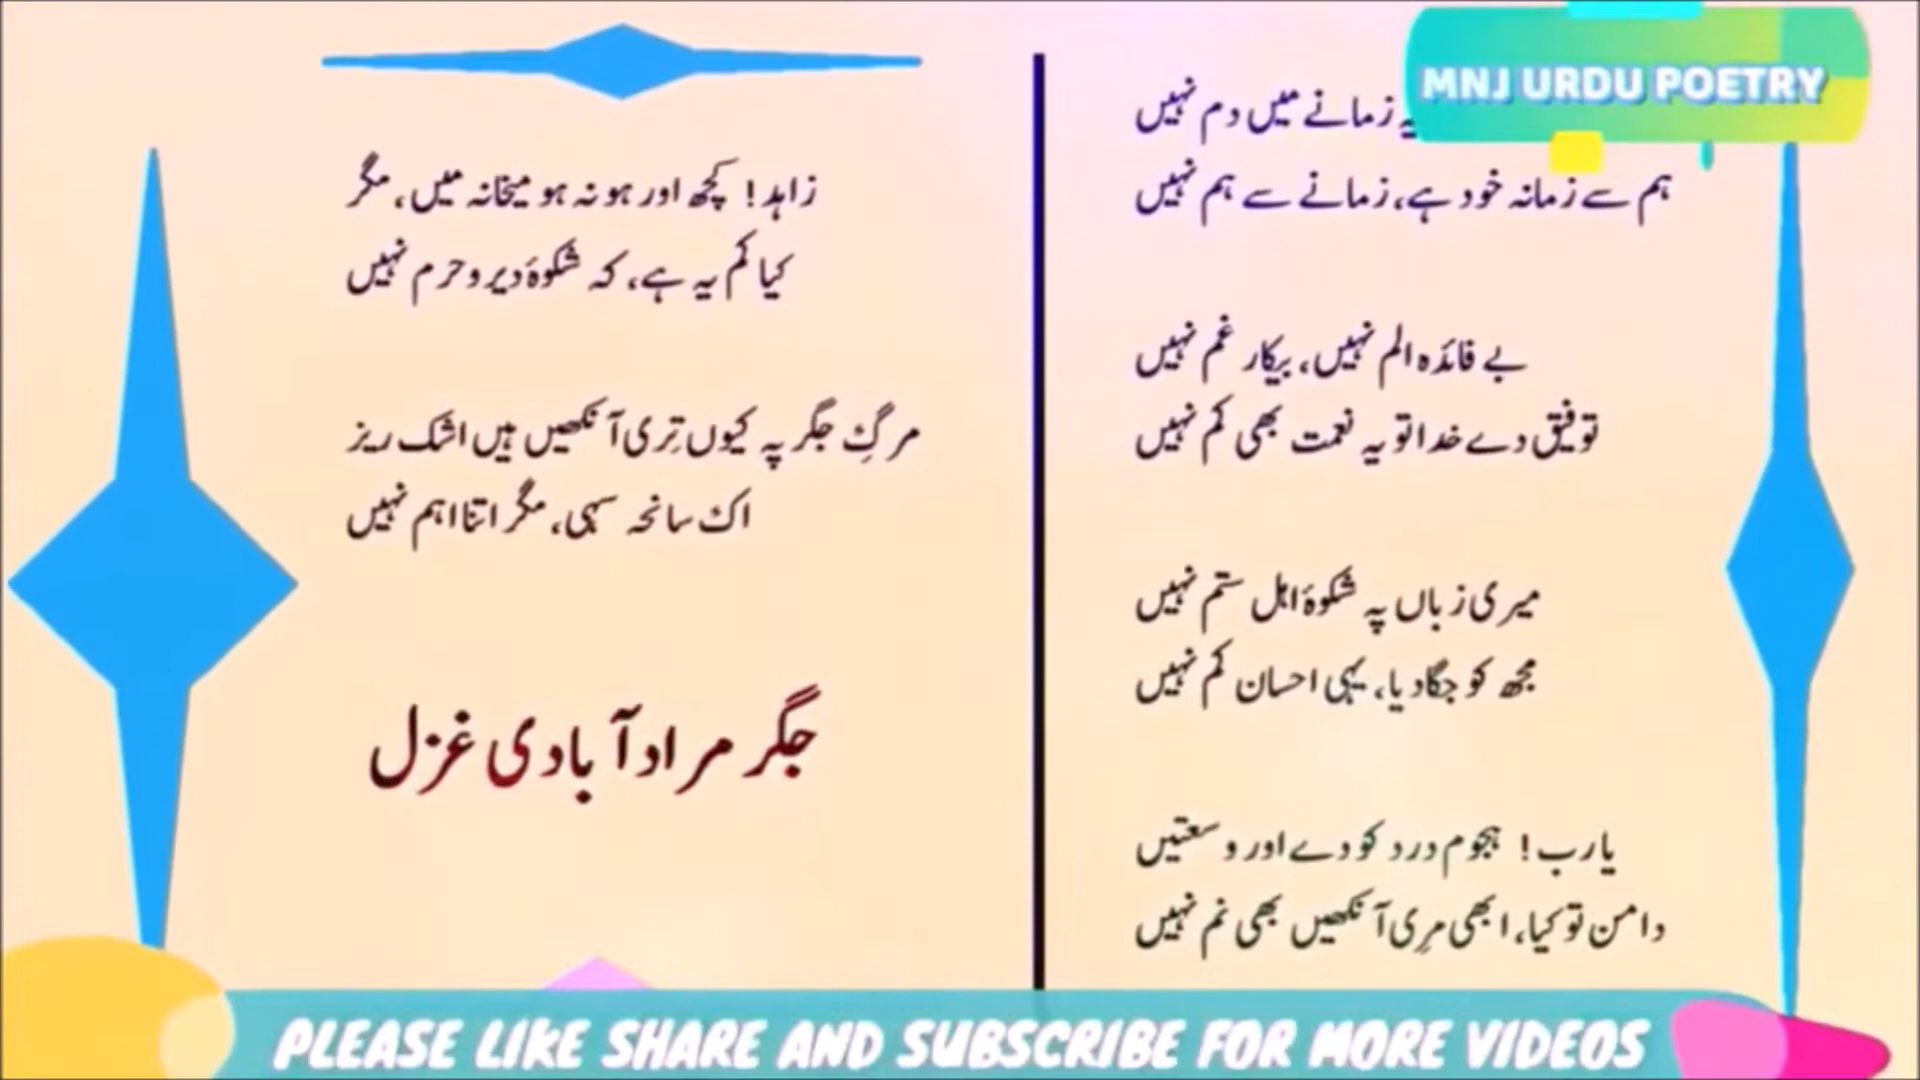 MNJ URDU POETRY
زمانے میں دم نہیں
ہم سے زمانہ خود ہے، زمانے سے ہم نہیں
بے فائدہ الم نہیں، بیکار غم نہیں
توفیق دے خدا تو یہ نعمت بھی کم نہیں
میری زباں پہ شکوۂ اہل ستم نہیں
مجھ کو جگا دیا، یہی احسان کم نہیں
یارب! ہجوم درد کو دے اور وسعتیں
دامن تو کیا، ابھی مِری آنکھیں بھی نم نہیں
زاہد! کچھ اور ہو نہ ہو میخانہ میں، مگر
کیا کم یہ ہے، کہ شکوۂ دیر و حرم نہیں
مرگِ جگر پہ کیوں تِری آنکھیں ہیں اشک ریز
اک سانحہ سہی، مگر اتنا اہم نہیں
جگر مراد آبادی غزل
PLEASE LIKE SHARE AND SUBSCRIBE FOR MORE VIDEOS